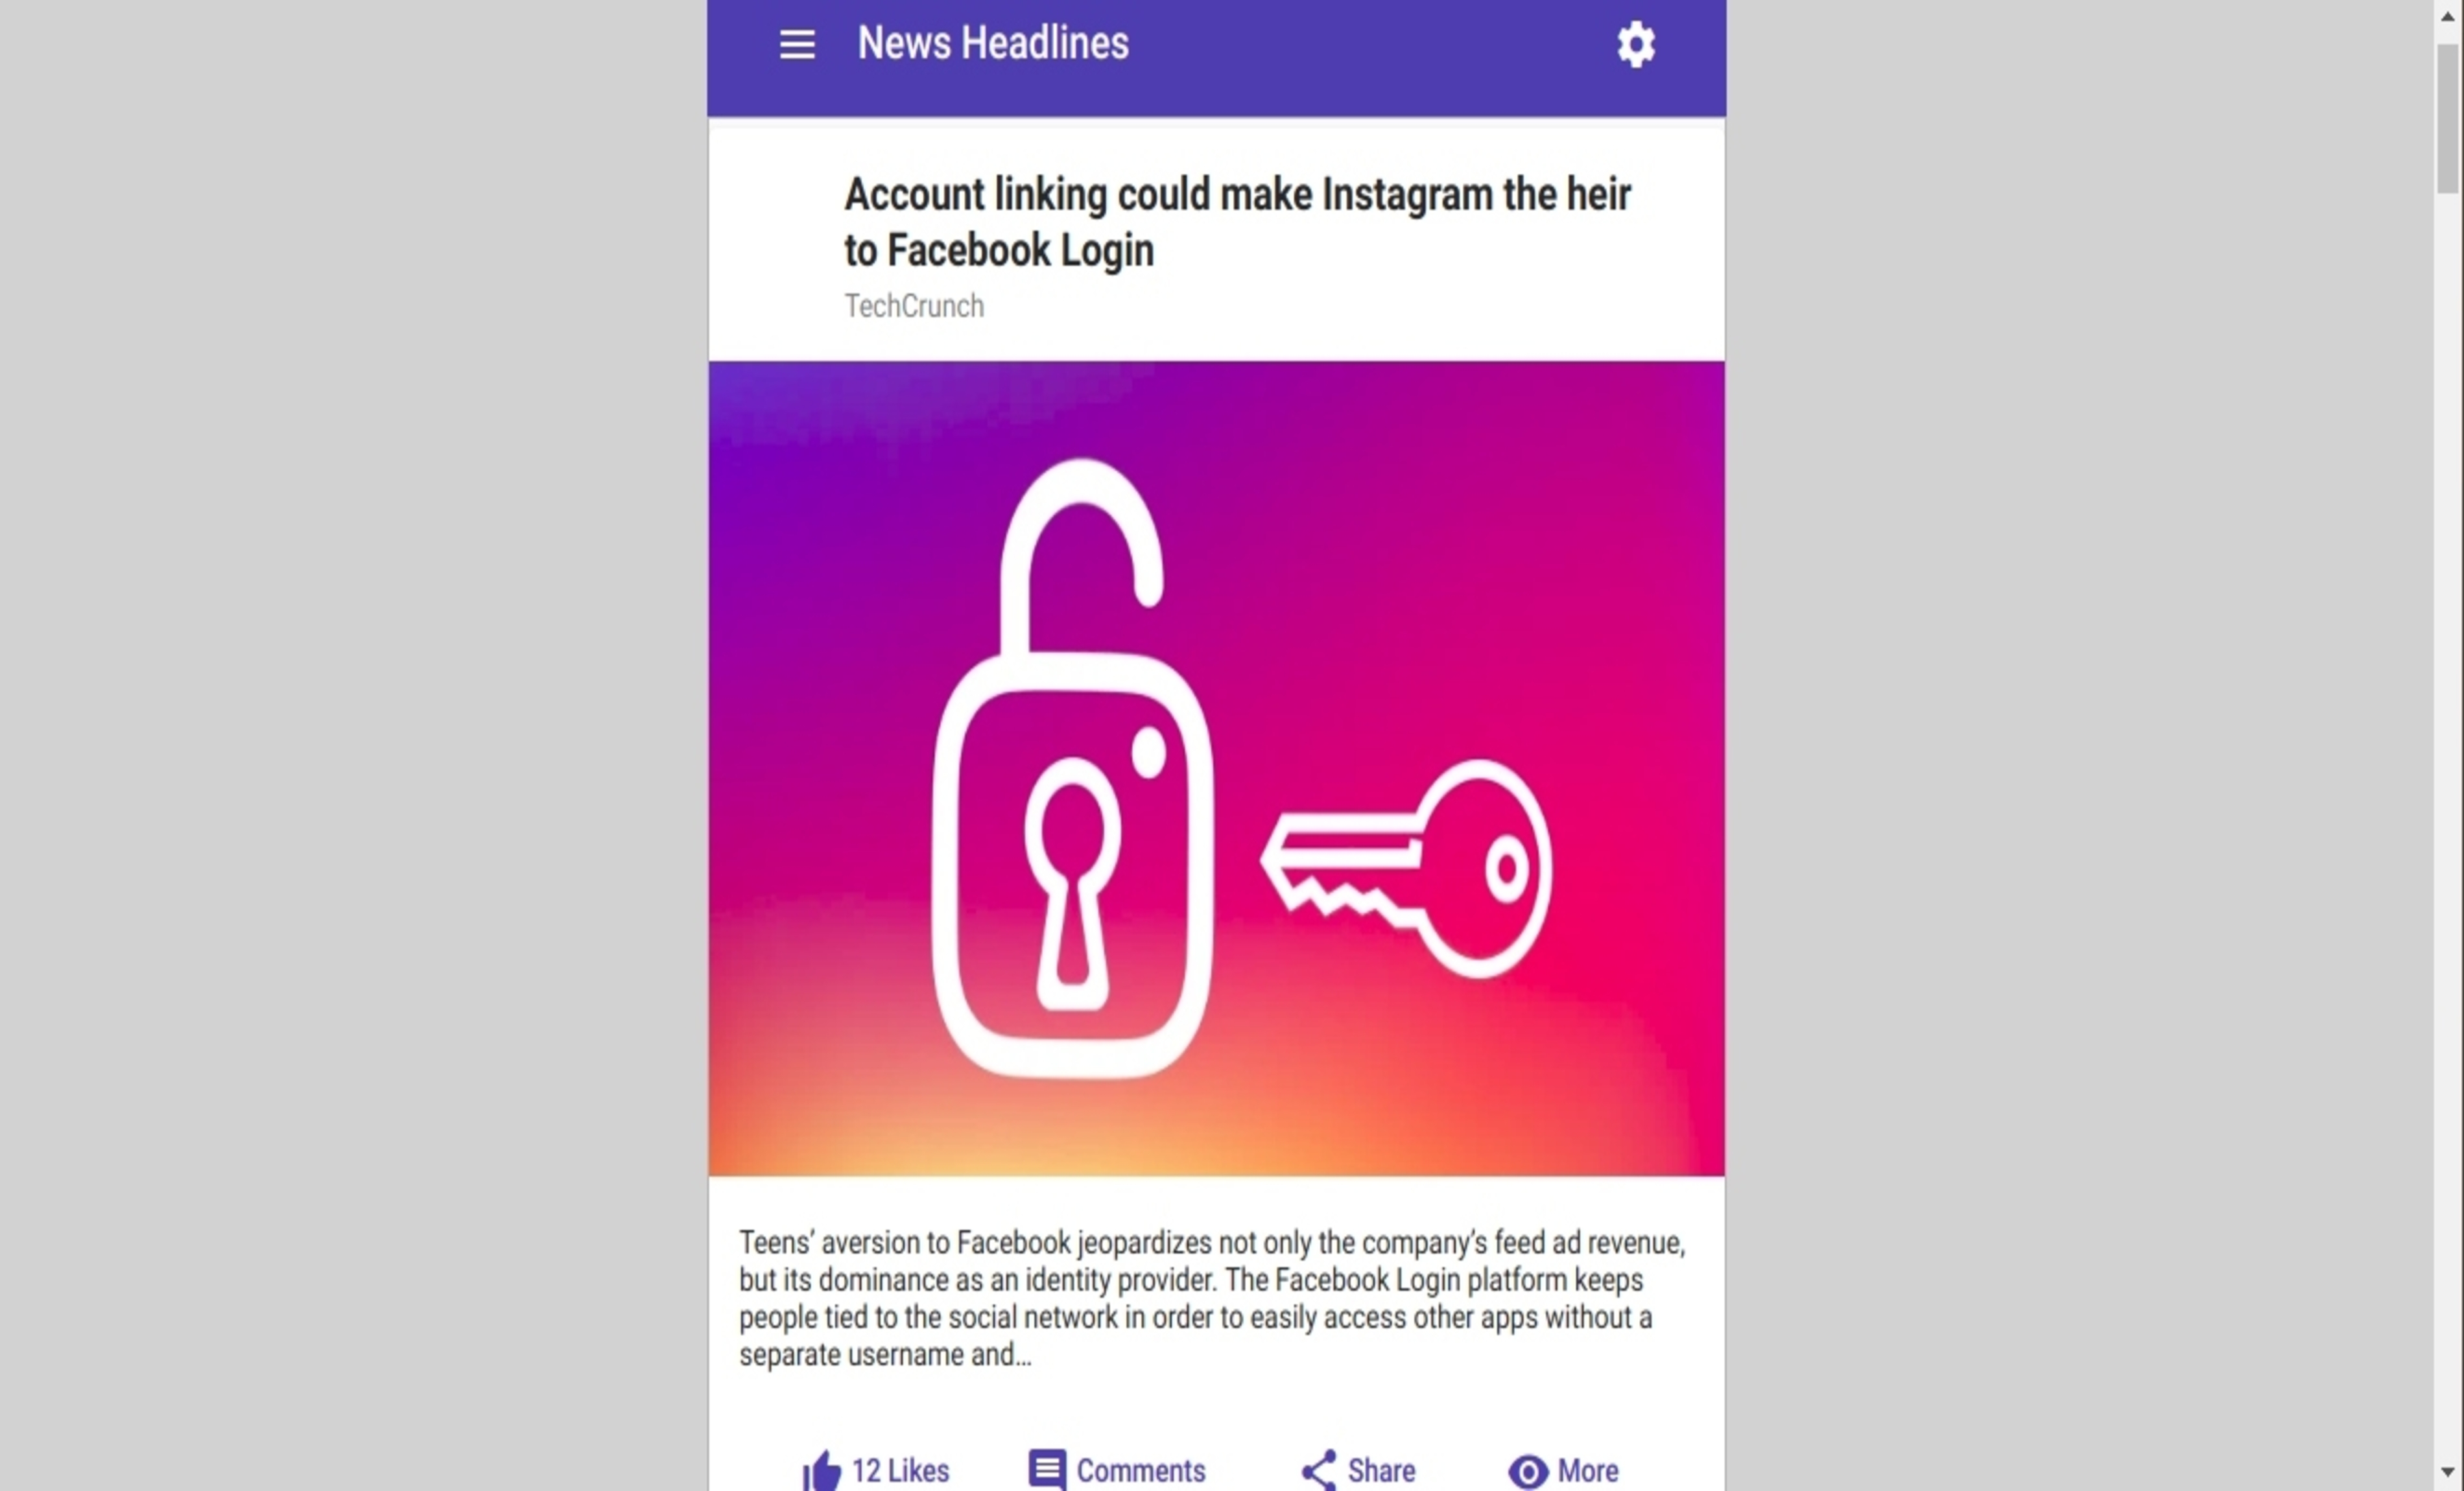 News Headlines
Account linking could make Instagram the heir
to Facebook Login
TechCrunch
Teens’ aversion to Facebook jeopardizes not only the company’s feed ad revenue,
but its dominance as an identity provider. The Facebook Login platform keeps
people tied to the social network in order to easily access other apps without a
separate username and…
12 Likes Comments Share More